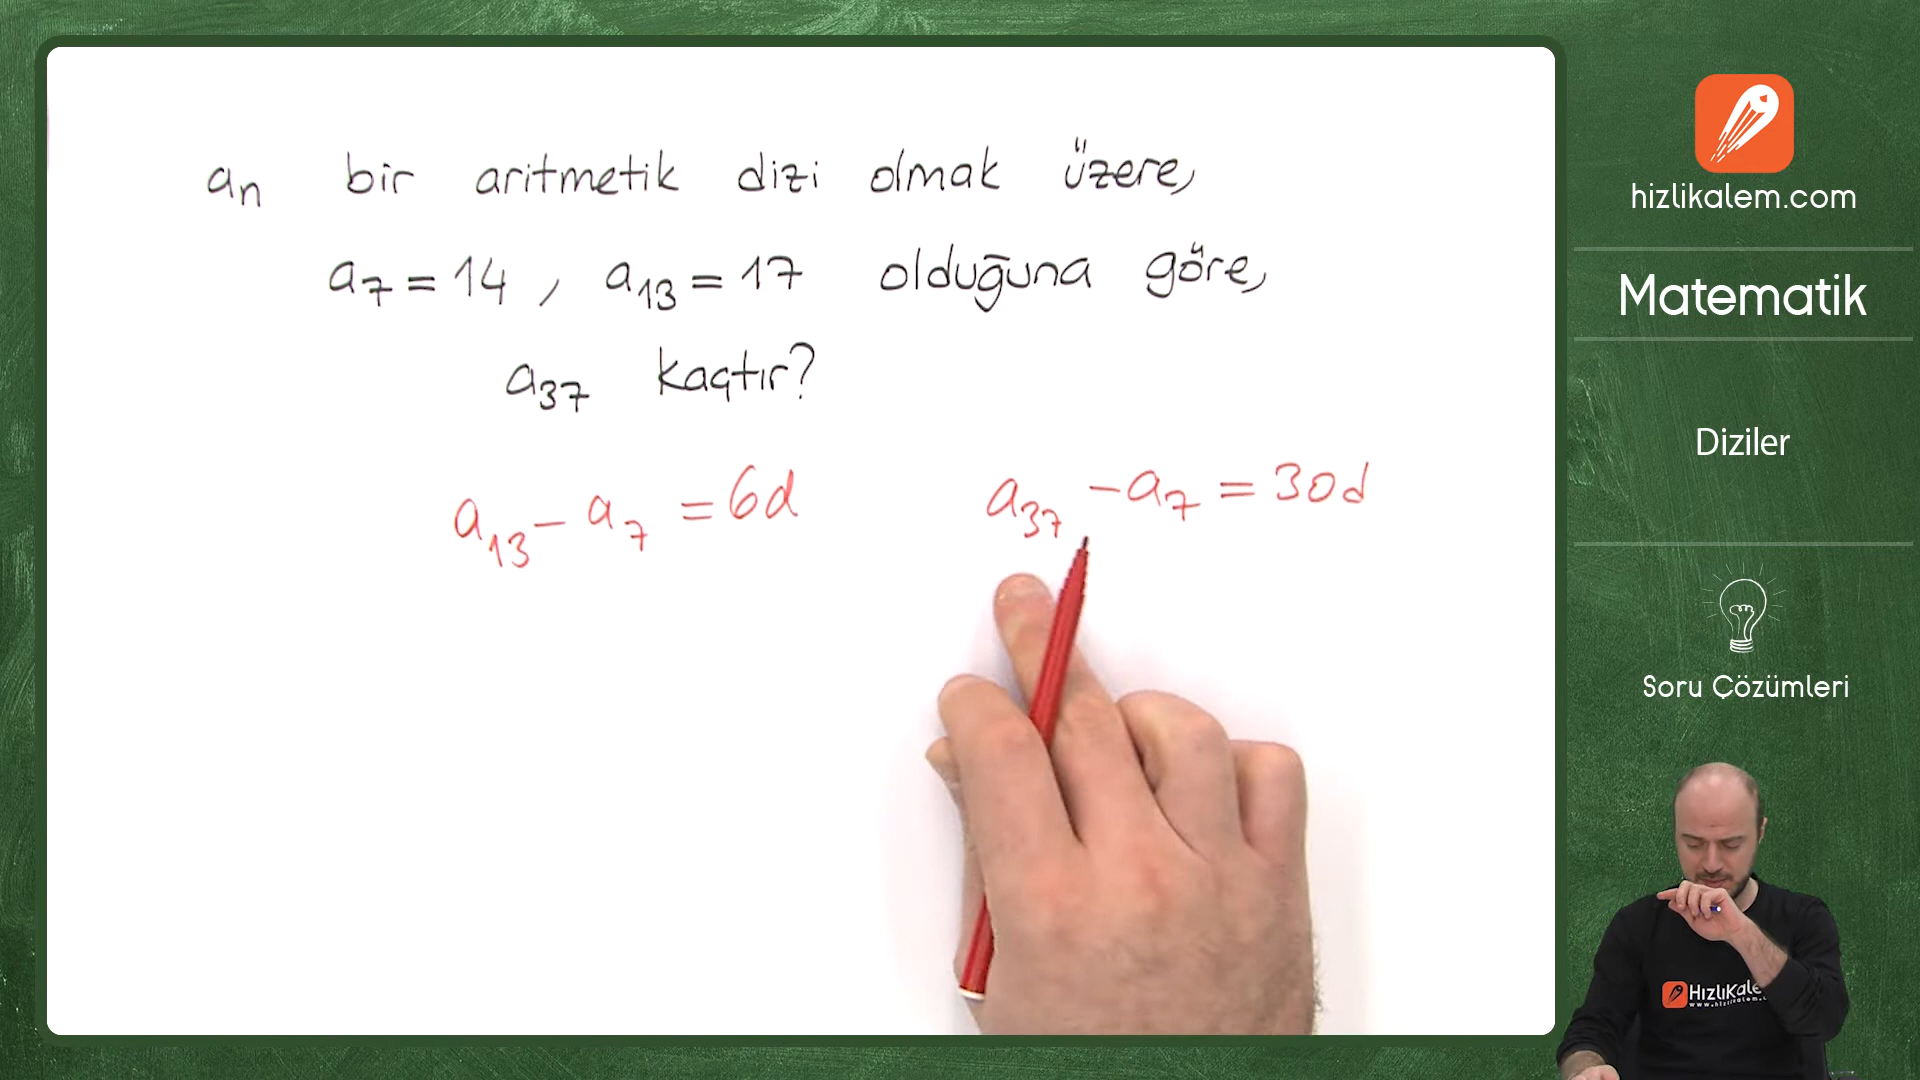 an bir aritmetik dizi olmak üzere,
a7 = 14 , a13 = 17 olduğuna göre,
a37 kaçtır?
a13 - a7 = 6d
a37 - a7 = 30d
hizlikalem.com
Matematik
Diziler
Soru Çözümleri
HızlıKale